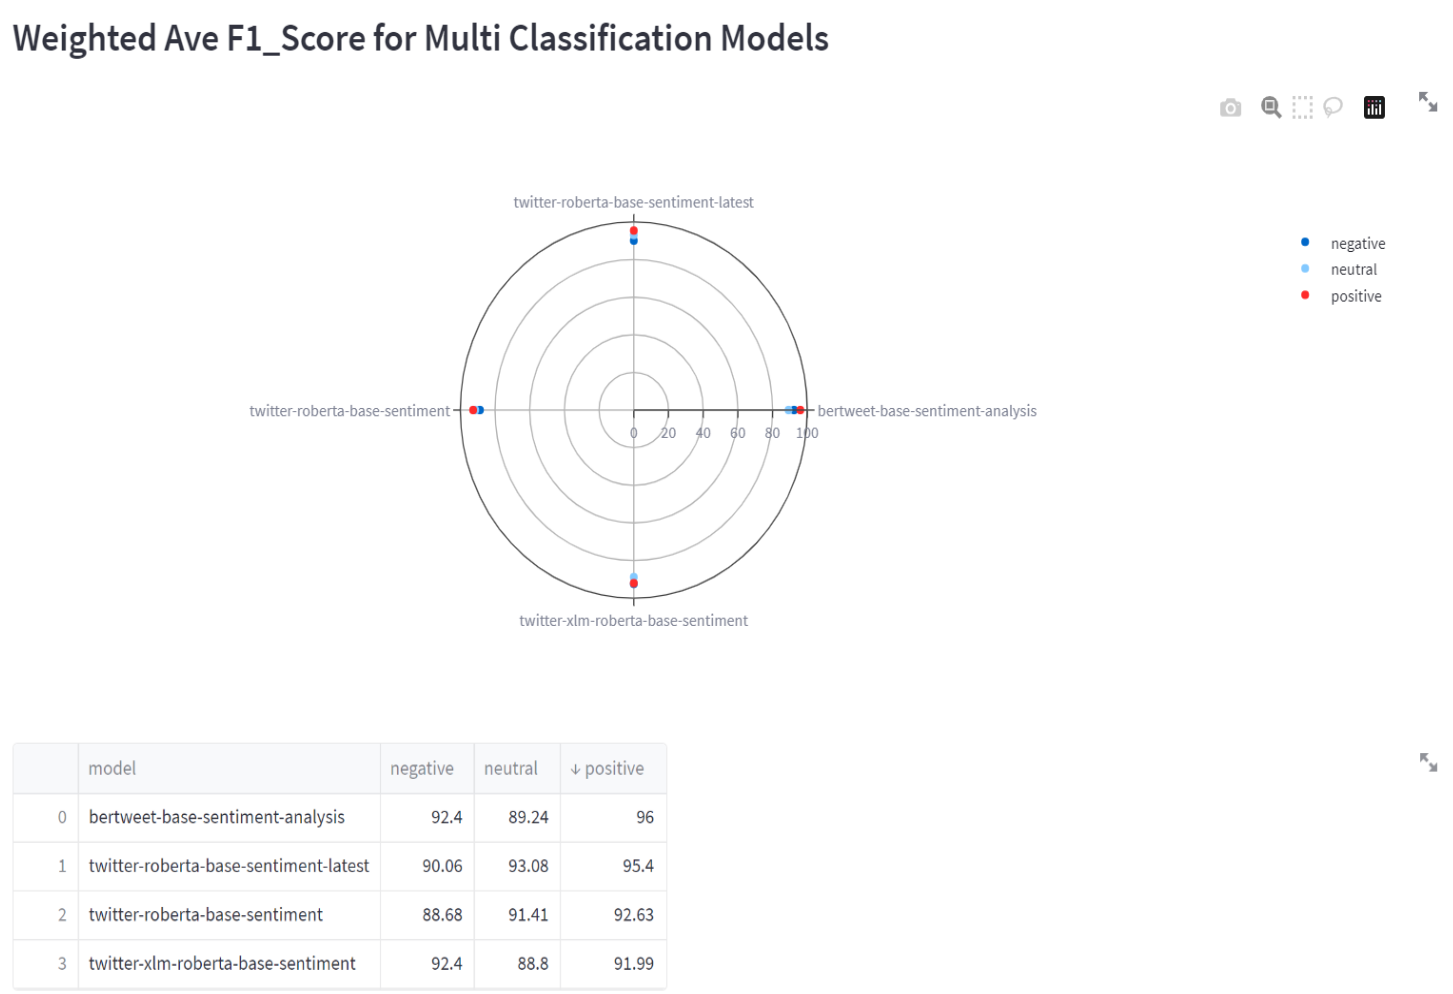 Weighted Ave F1_Score for Multi Classification Models
twitter-roberta-base-sentiment-latest
negative
neutral
positive
twitter-roberta-base-sentiment
bertweet-base-sentiment-analysis
0 20 40 60 80 100
twitter-xlm-roberta-base-sentiment
model negative neutral ↓ positive
0 bertweet-base-sentiment-analysis 92.4 89.24 96
1 twitter-roberta-base-sentiment-latest 90.06 93.08 95.4
2 twitter-roberta-base-sentiment 88.68 91.41 92.63
3 twitter-xlm-roberta-base-sentiment 92.4 88.8 91.99